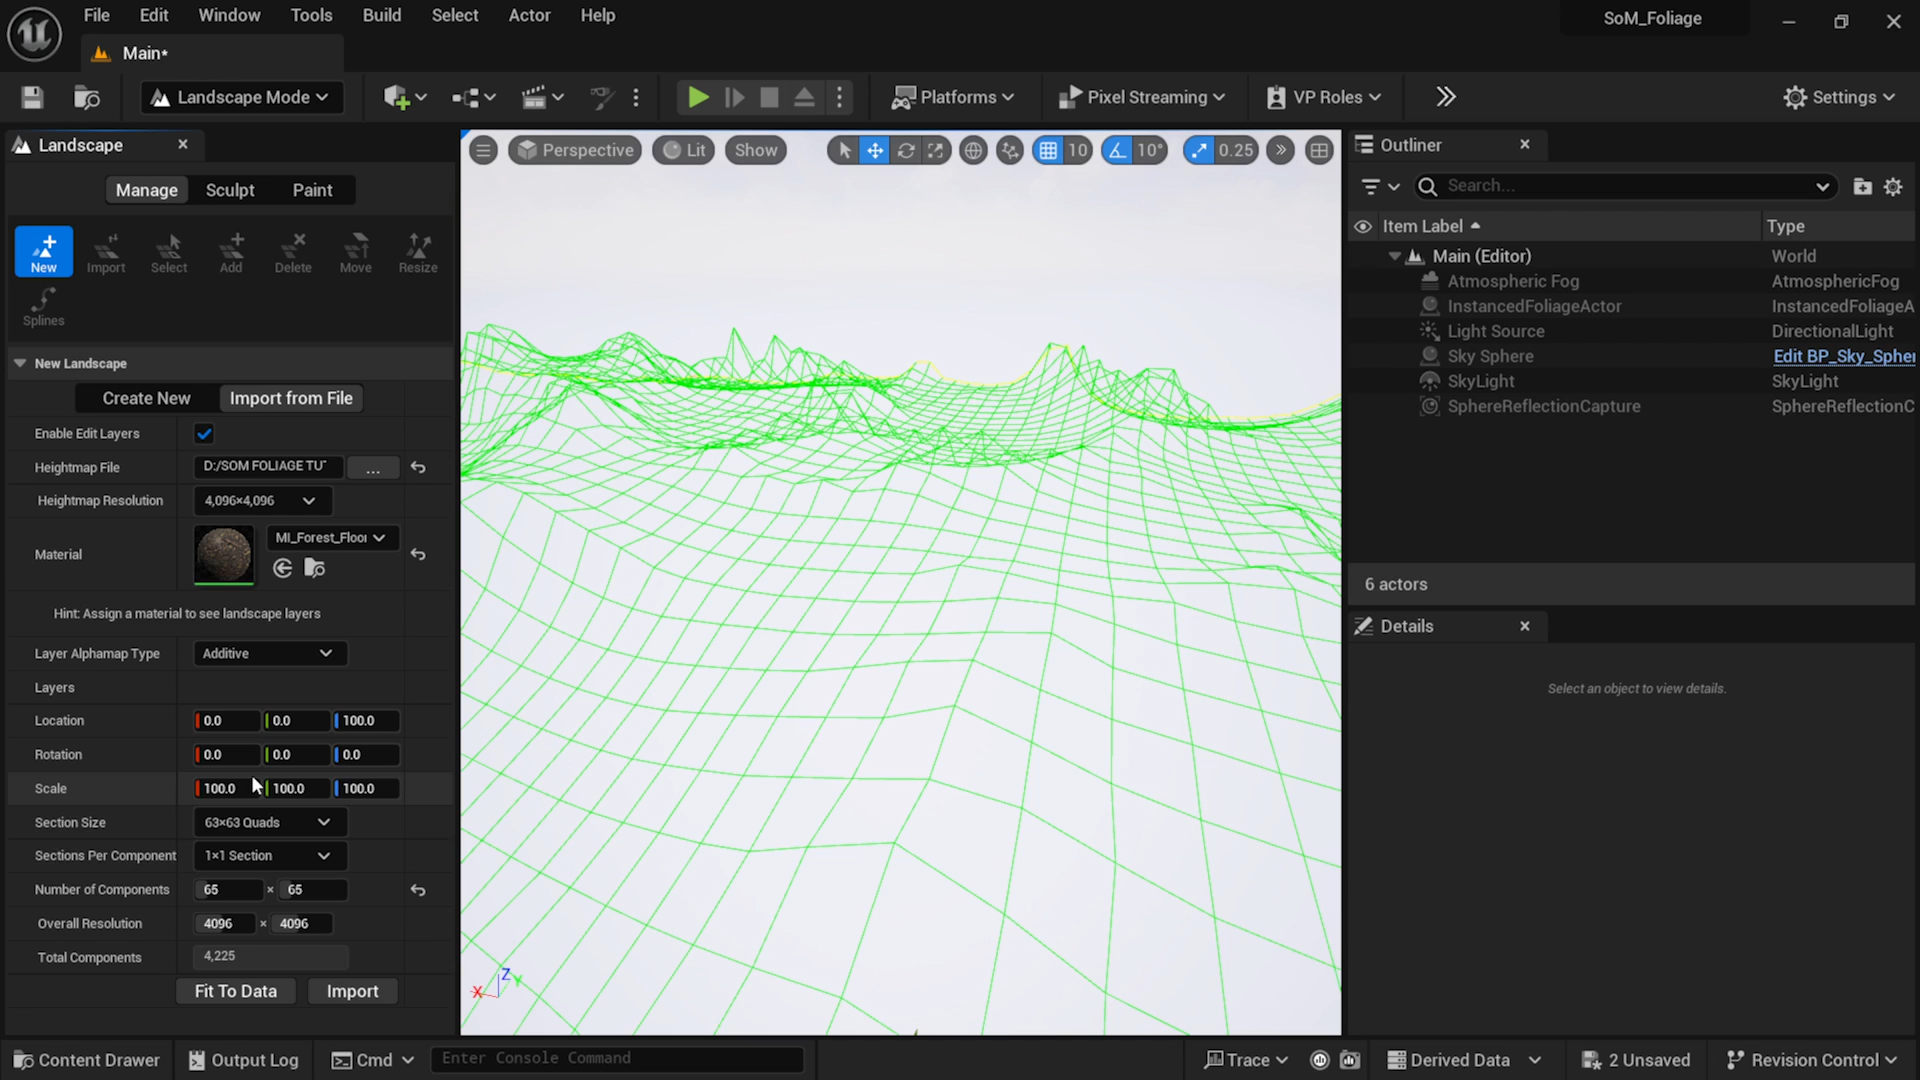 File Edit Window Tools Build Select Actor Help
SoM_Foliage
Main*
Landscape Mode
Platforms
Pixel Streaming
VP Roles
Settings
Landscape
Manage Sculpt Paint
New Import Select Add Delete Move Resize
Splines
New Landscape
Create New Import from File
Enable Edit Layers
Heightmap File D:/SOM FOLIAGE TU ...
Heightmap Resolution 4,096×4,096
Material MI_Forest_Floor
Hint: Assign a material to see landscape layers
Layer Alphamap Type Additive
Layers
Location 0.0 0.0 100.0
Rotation 0.0 0.0 0.0
Scale 100.0 100.0 100.0
Section Size 63×63 Quads
Sections Per Component 1×1 Section
Number of Components 65 × 65
Overall Resolution 4096 × 4096
Total Components 4,225
Fit To Data Import
Perspective Lit Show 10 10° 0.25
Z
X Y
Outliner
Search...
Item Label Type
Main (Editor) World
Atmospheric Fog AtmosphericFog
InstancedFoliageActor InstancedFoliageA
Light Source DirectionalLight
Sky Sphere Edit BP_Sky_Spher
SkyLight SkyLight
SphereReflectionCapture SphereReflectionC
6 actors
Details
Select an object to view details.
Content Drawer Output Log Cmd Enter Console Command Trace Derived Data 2 Unsaved Revision Control